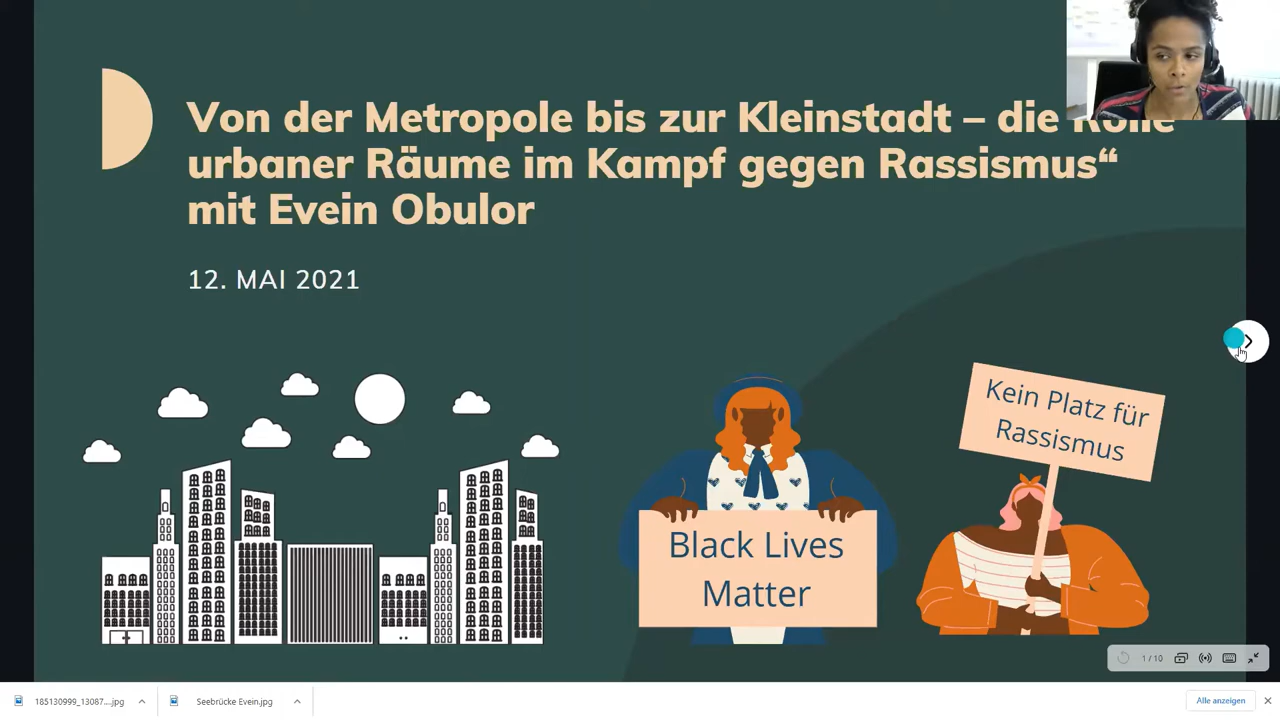 Von der Metropole bis zur Kleinstadt – die Rolle
urbaner Räume im Kampf gegen Rassismus“
mit Evein Obulor
12. MAI 2021
Kein Platz für
Rassismus
Black Lives
Matter
1 / 10
185130999_13087....jpg
Seebrücke Evein.jpg
Alle anzeigen